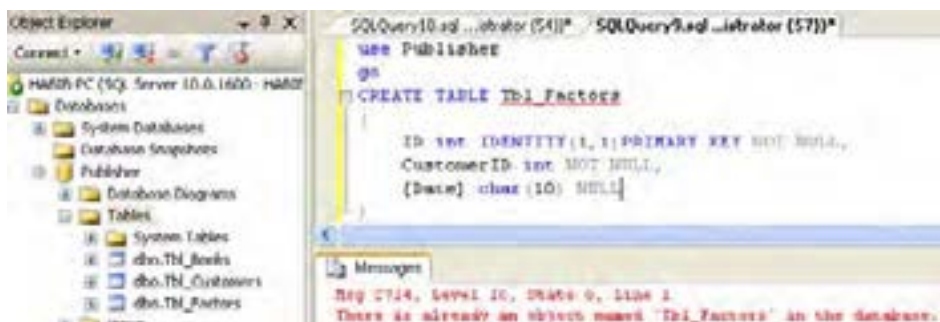 Object Explorer
Connect
HAMID-PC (SQL Server 10.0.1600 -
Databases
System Databases
Database Snapshots
Publisher
Database Diagrams
Tables
System Tables
dbo.Tbl_Books
dbo.Tbl_Customers
dbo.Tbl_Factors
SQLQuery10.sql ...istrator (54))* SQLQuery9.sql ...istrator (57))*
use Publisher
go
CREATE TABLE Tbl_Factors
(
ID int IDENTITY(1,1)PRIMARY KEY NOT NULL,
CustomerID int NOT NULL,
[Date] char(10) NULL
)
Messages
Msg 2714, Level 16, State 6, Line 1
There is already an object named 'Tbl_Factors' in the database.